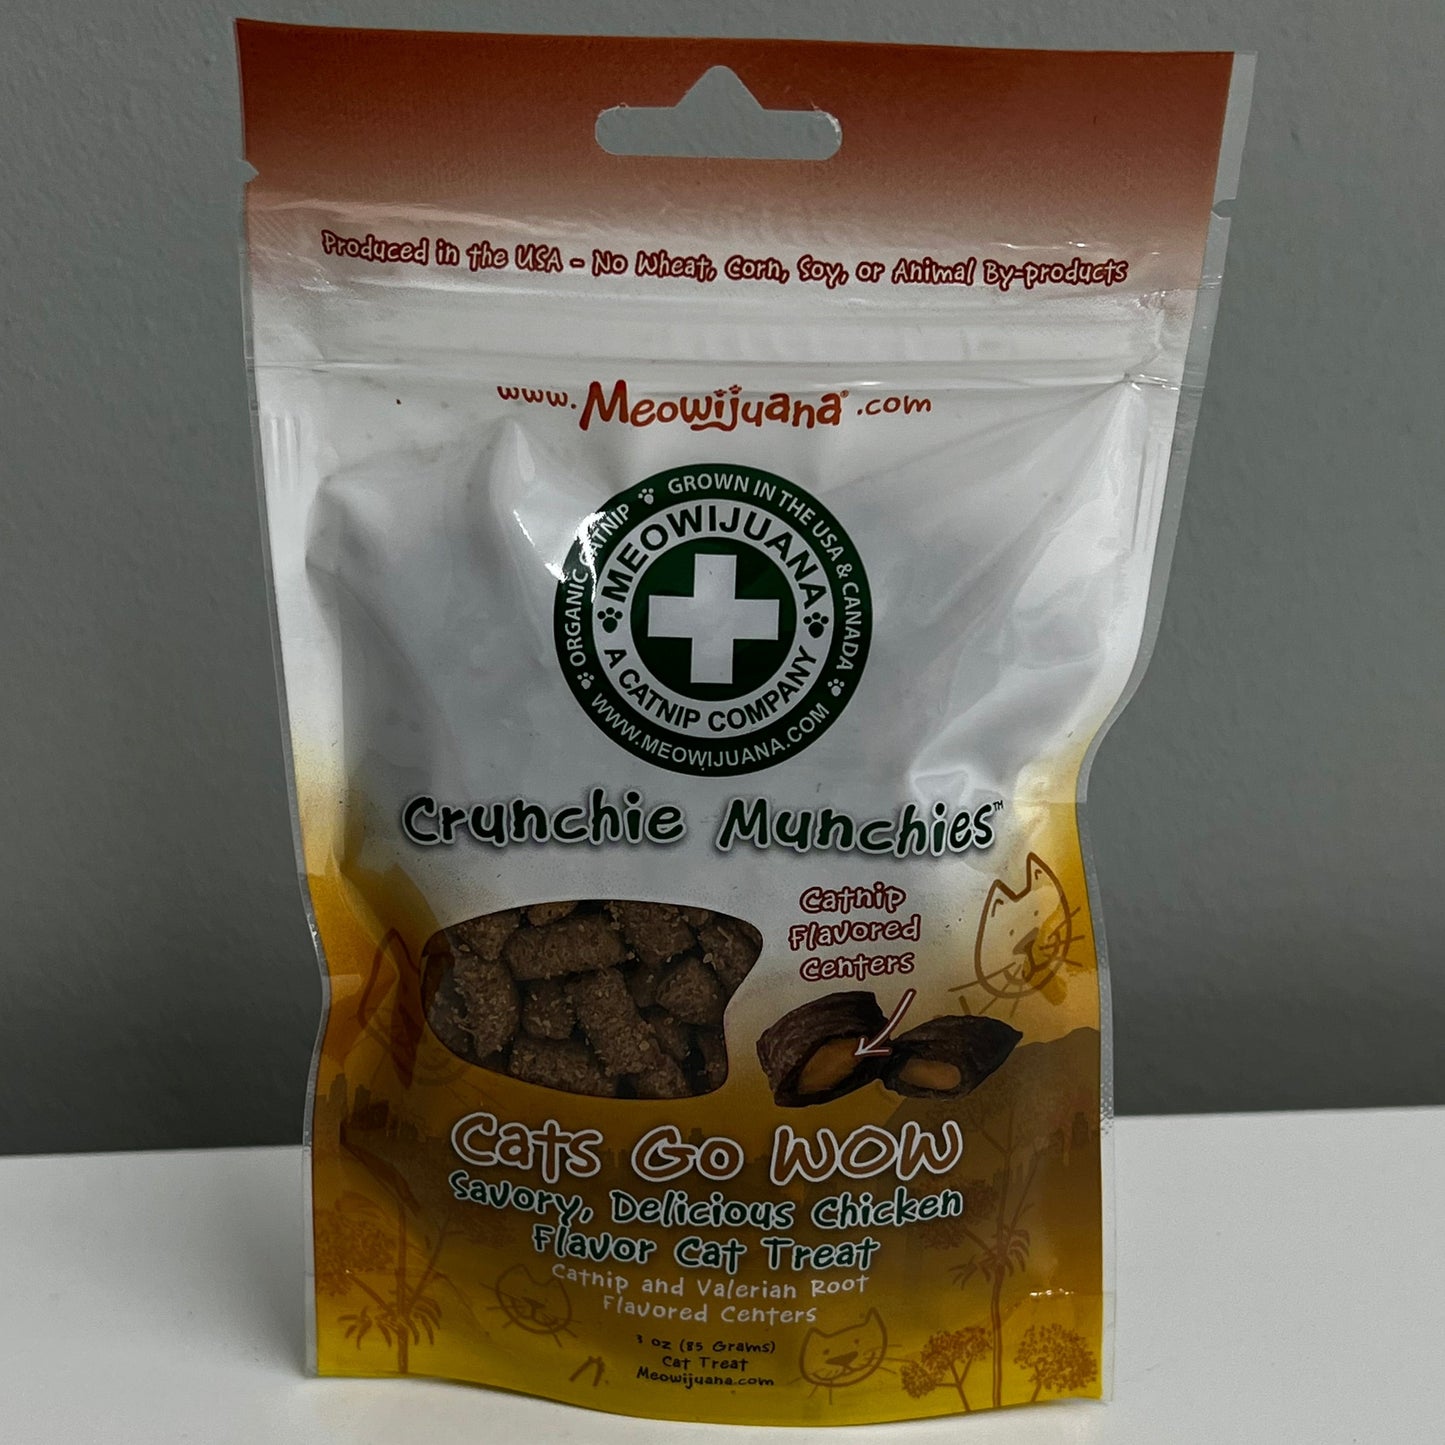 Produced in the USA - No Wheat, Corn, Soy, or Animal By-products
www.Meowijuana®.com
ORGANIC CATNIP GROWN IN THE USA & CANADA
MEOWIJUANA
A CATNIP COMPANY
WWW.MEOWIJUANA.COM
Crunchie Munchies™
Catnip
Flavored
Centers
Cats Go WOW
Savory, Delicious Chicken
Flavor Cat Treat
Catnip and Valerian Root
Flavored Centers
3 oz (85 Grams)
Cat Treat
Meowijuana.com